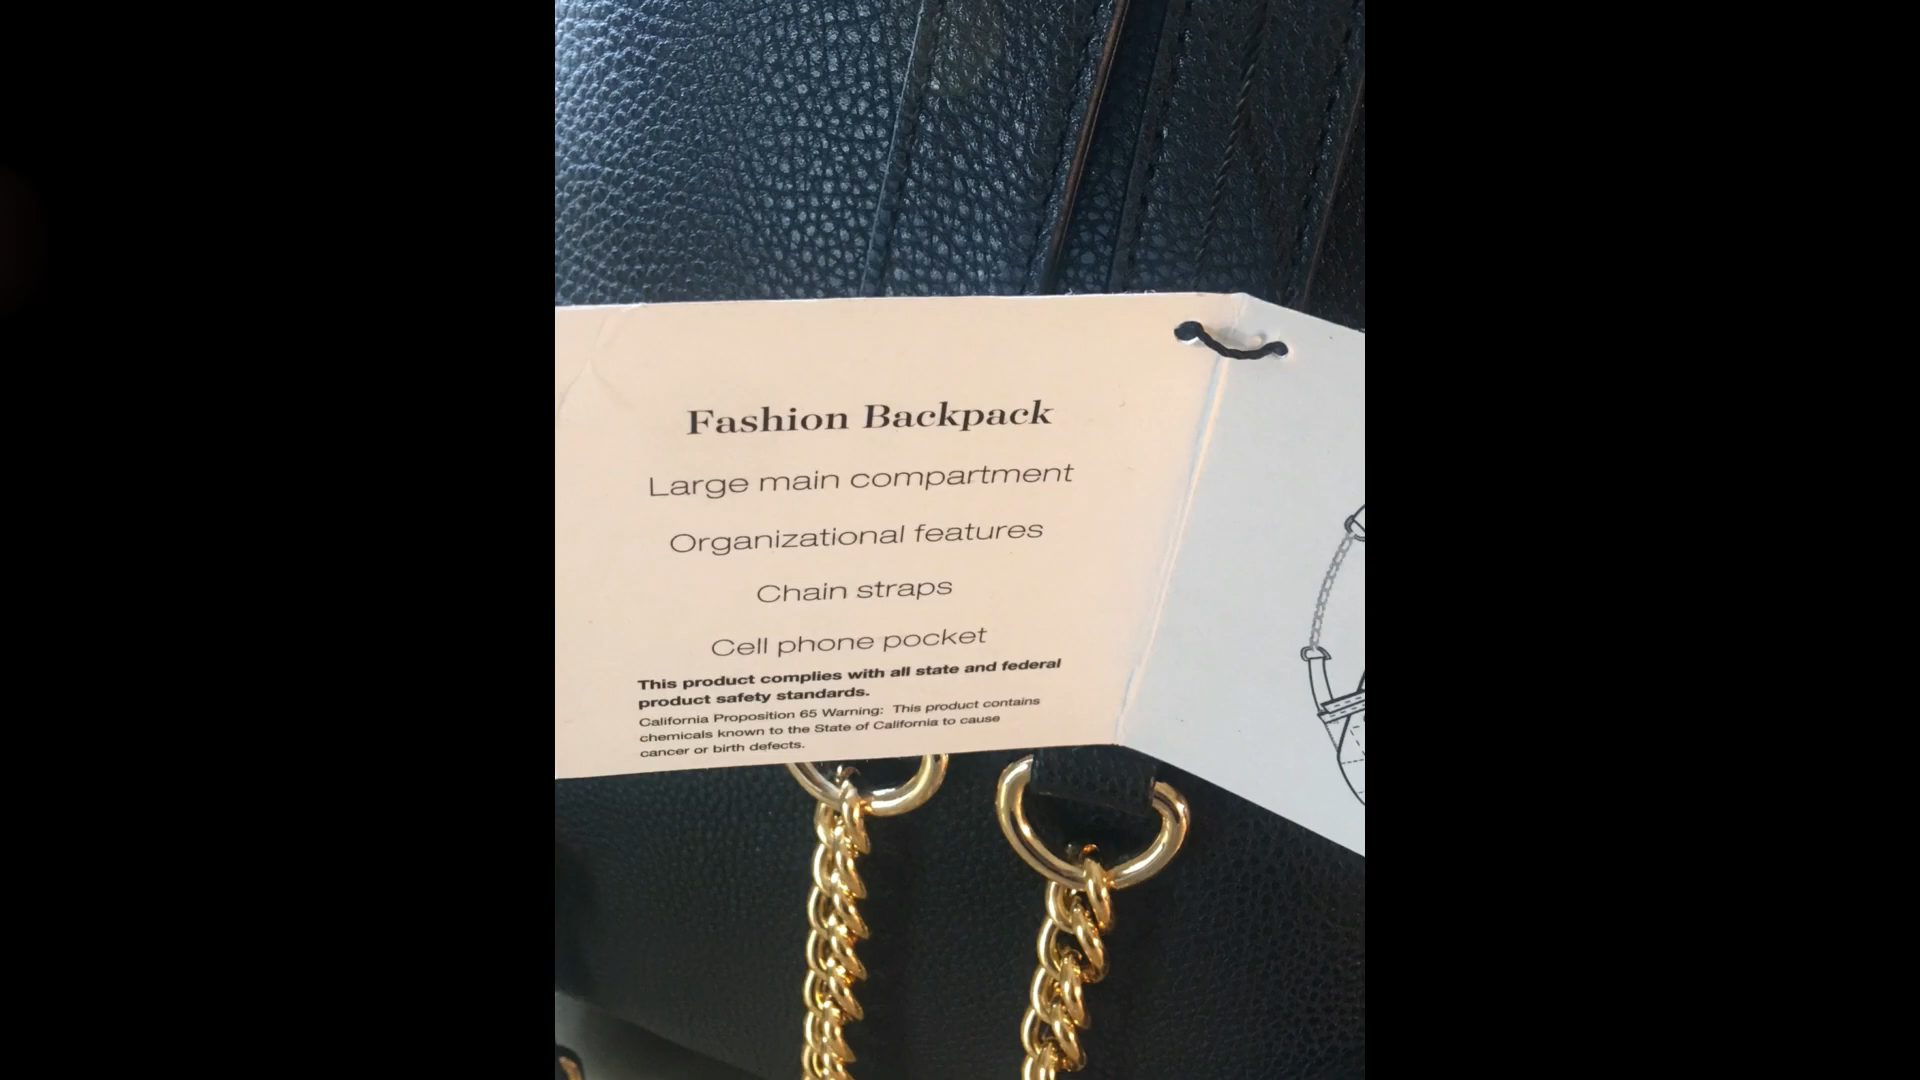 Fashion Backpack
Large main compartment
Organizational features
Chain straps
Cell phone pocket
This product complies with all state and federal
product safety standards.
California Proposition 65 Warning: This product contains
chemicals known to the State of California to cause
cancer or birth defects.